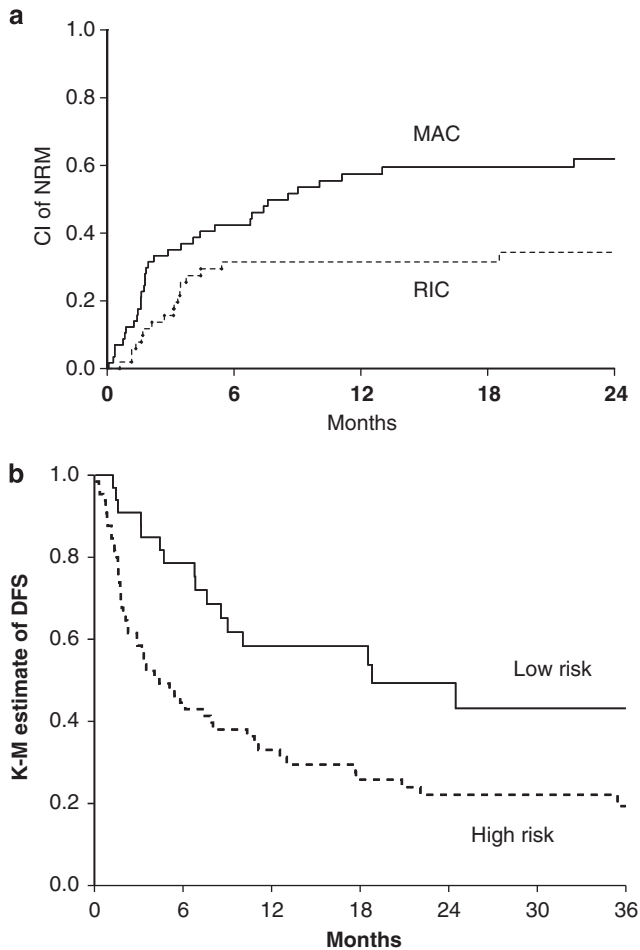 a
1.0
0.8
0.6
0.4
0.2
0.0
CI of NRM
MAC
RIC
0 6 12 18 24
Months
b
1.0
0.8
0.6
0.4
0.2
0.0
K-M estimate of DFS
Low risk
High risk
0 6 12 18 24 30 36
Months